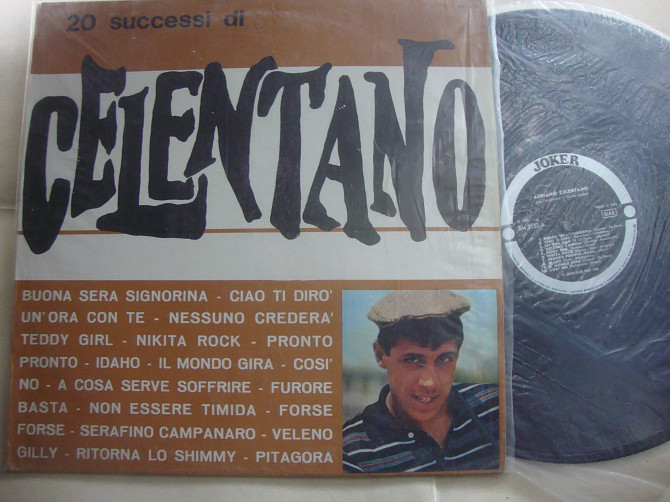 20 successi di
CELENTANO
BUONA SERA SIGNORINA - CIAO TI DIRO'
UN'ORA CON TE - NESSUNO CREDERA'
TEDDY GIRL - NIKITA ROCK - PRONTO
PRONTO - IDAHO - IL MONDO GIRA - COSI'
NO - A COSA SERVE SOFFRIRE - FURORE
BASTA - NON ESSERE TIMIDA - FORSE
FORSE - SERAFINO CAMPANARO - VELENO
GILLY - RITORNA LO SHIMMY - PITAGORA
JOKER
ADRIANO CELENTANO
SIAE